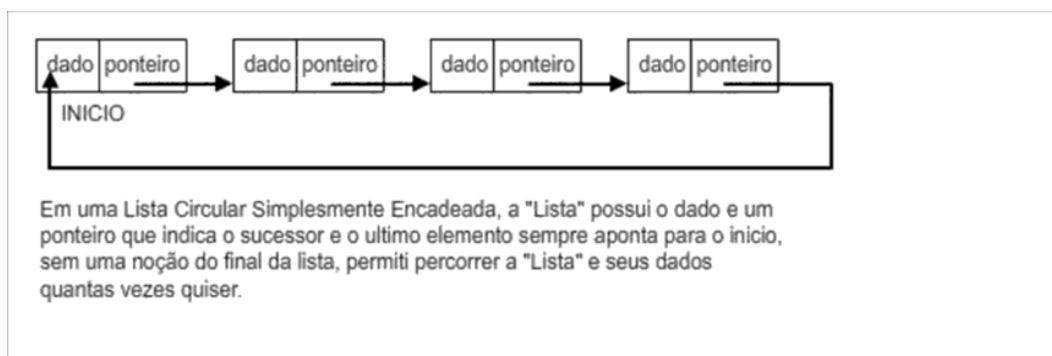 dado ponteiro dado ponteiro dado ponteiro dado ponteiro
INICIO
Em uma Lista Circular Simplesmente Encadeada, a "Lista" possui o dado e um
ponteiro que indica o sucessor e o ultimo elemento sempre aponta para o inicio,
sem uma noção do final da lista, permiti percorrer a "Lista" e seus dados
quantas vezes quiser.